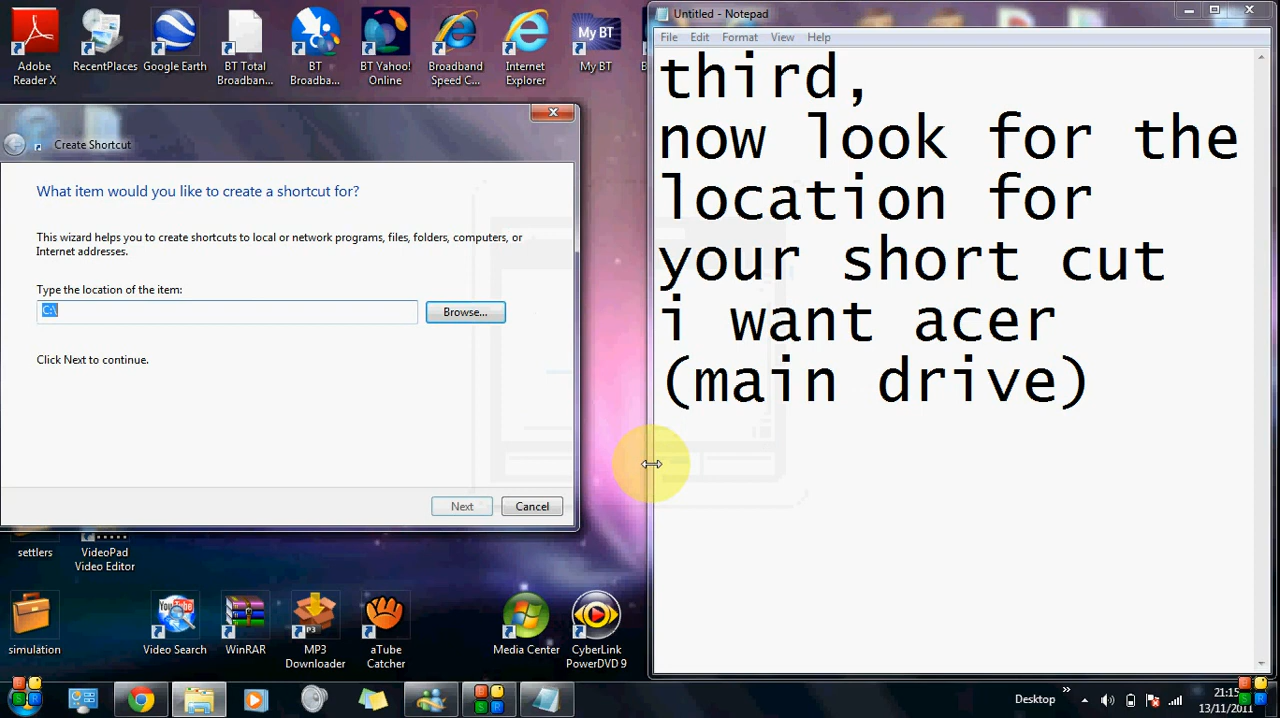 Adobe
Reader X
RecentPlaces
Google Earth
BT Total
Broadban...
BT
Broadba...
BT Yahoo!
Online
Broadband
Speed C...
Internet
Explorer
My BT
My BT
Create Shortcut
What item would you like to create a shortcut for?
This wizard helps you to create shortcuts to local or network programs, files, folders, computers, or
Internet addresses.
Type the location of the item:
C:\
Browse...
Click Next to continue.
Next
Cancel
Untitled - Notepad
File Edit Format View Help
third,
now look for the
location for
your short cut
i want acer
(main drive)
settlers
VideoPad
Video Editor
simulation
Video Search
WinRAR
MP3
Downloader
aTube
Catcher
Media Center
CyberLink
PowerDVD 9
Desktop
21:15
13/11/2011